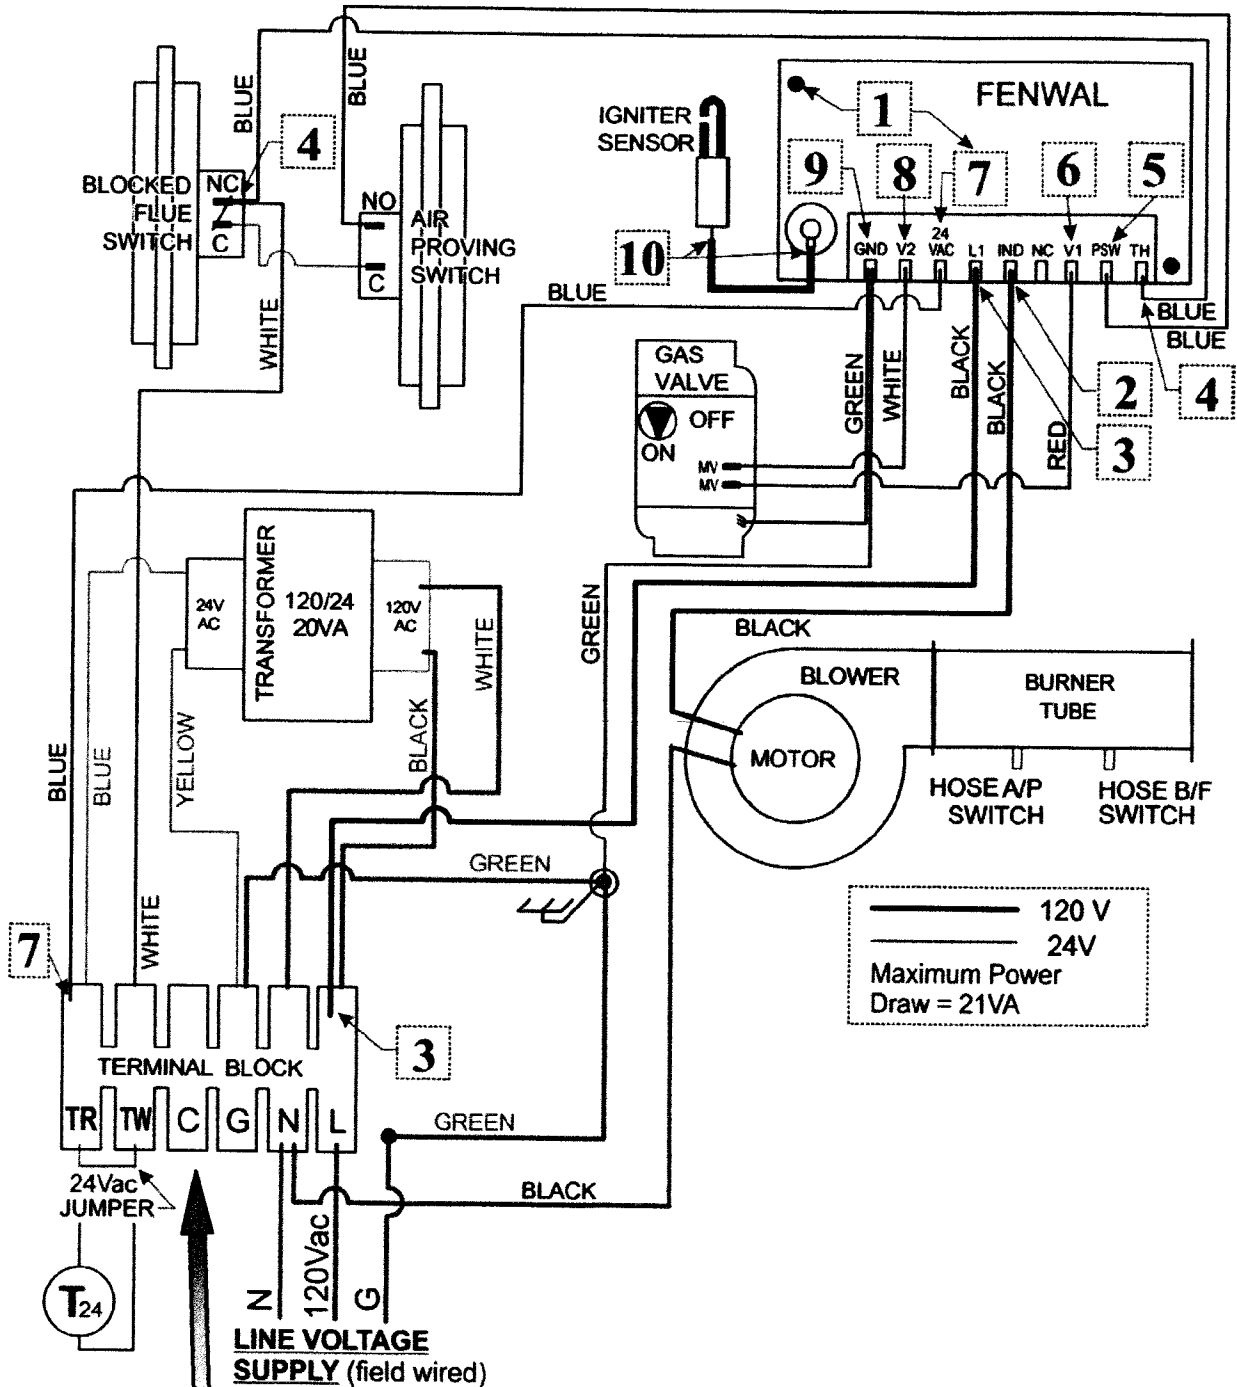 BLUE
BLUE
4
BLOCKED
FLUE
SWITCH
NC
C
NO
C
AIR
PROVING
SWITCH
WHITE
IGNITER
SENSOR
1
FENWAL
9
8
7
6
5
10
GND
V2
24
VAC
L1
IND
NC
V1
PSW
TH
BLUE
BLUE
BLUE
GREEN
WHITE
BLACK
BLACK
RED
2
4
3
GAS
VALVE
OFF
ON
MV
MV
TRANSFORMER
24V
AC
120/24
20VA
120V
AC
WHITE
GREEN
BLACK
BLOWER
BURNER
TUBE
MOTOR
HOSE A/P
SWITCH
HOSE B/F
SWITCH
BLUE
BLUE
YELLOW
BLACK
GREEN
WHITE
7
120 V
24V
Maximum Power
Draw = 21VA
3
TERMINAL BLOCK
TR TW C G N L
GREEN
24Vac
JUMPER
BLACK
T24
N
120Vac
G
LINE VOLTAGE
SUPPLY (field wired)